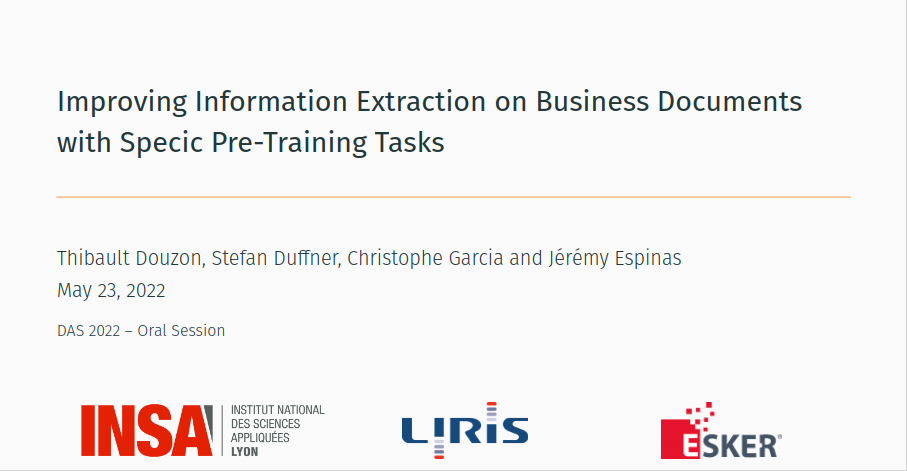 Improving Information Extraction on Business Documents
with Specic Pre-Training Tasks
Thibault Douzon, Stefan Duffner, Christophe Garcia and Jérémy Espinas
May 23, 2022
DAS 2022 – Oral Session
INSA
INSTITUT NATIONAL
DES SCIENCES
APPLIQUÉES
LYON
LIRIS
ESKER®